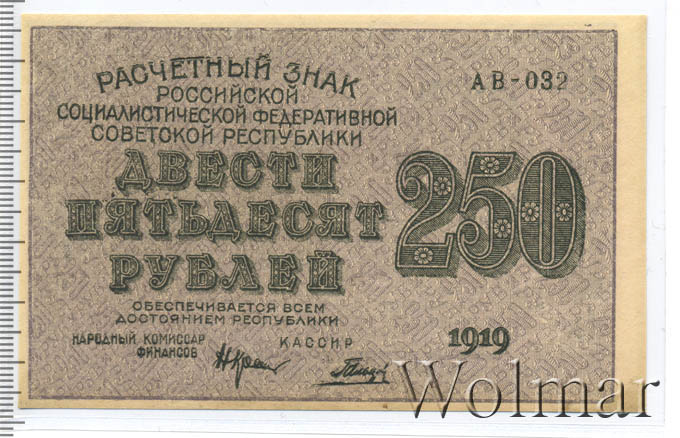 РАСЧЕТНЫЙ ЗНАК
РОССИЙСКОЙ
СОЦИАЛИСТИЧЕСКОЙ ФЕДЕРАТИВНОЙ
СОВЕТСКОЙ РЕСПУБЛИКИ
АВ-032
ДВЕСТИ
ПЯТЬДЕСЯТ
РУБЛЕЙ
250
ОБЕСПЕЧИВАЕТСЯ ВСЕМ
ДОСТОЯНИЕМ РЕСПУБЛИКИ
НАРОДНЫЙ КОМИССАР
ФИНАНСОВ
КАССИР
1919
Wolmar